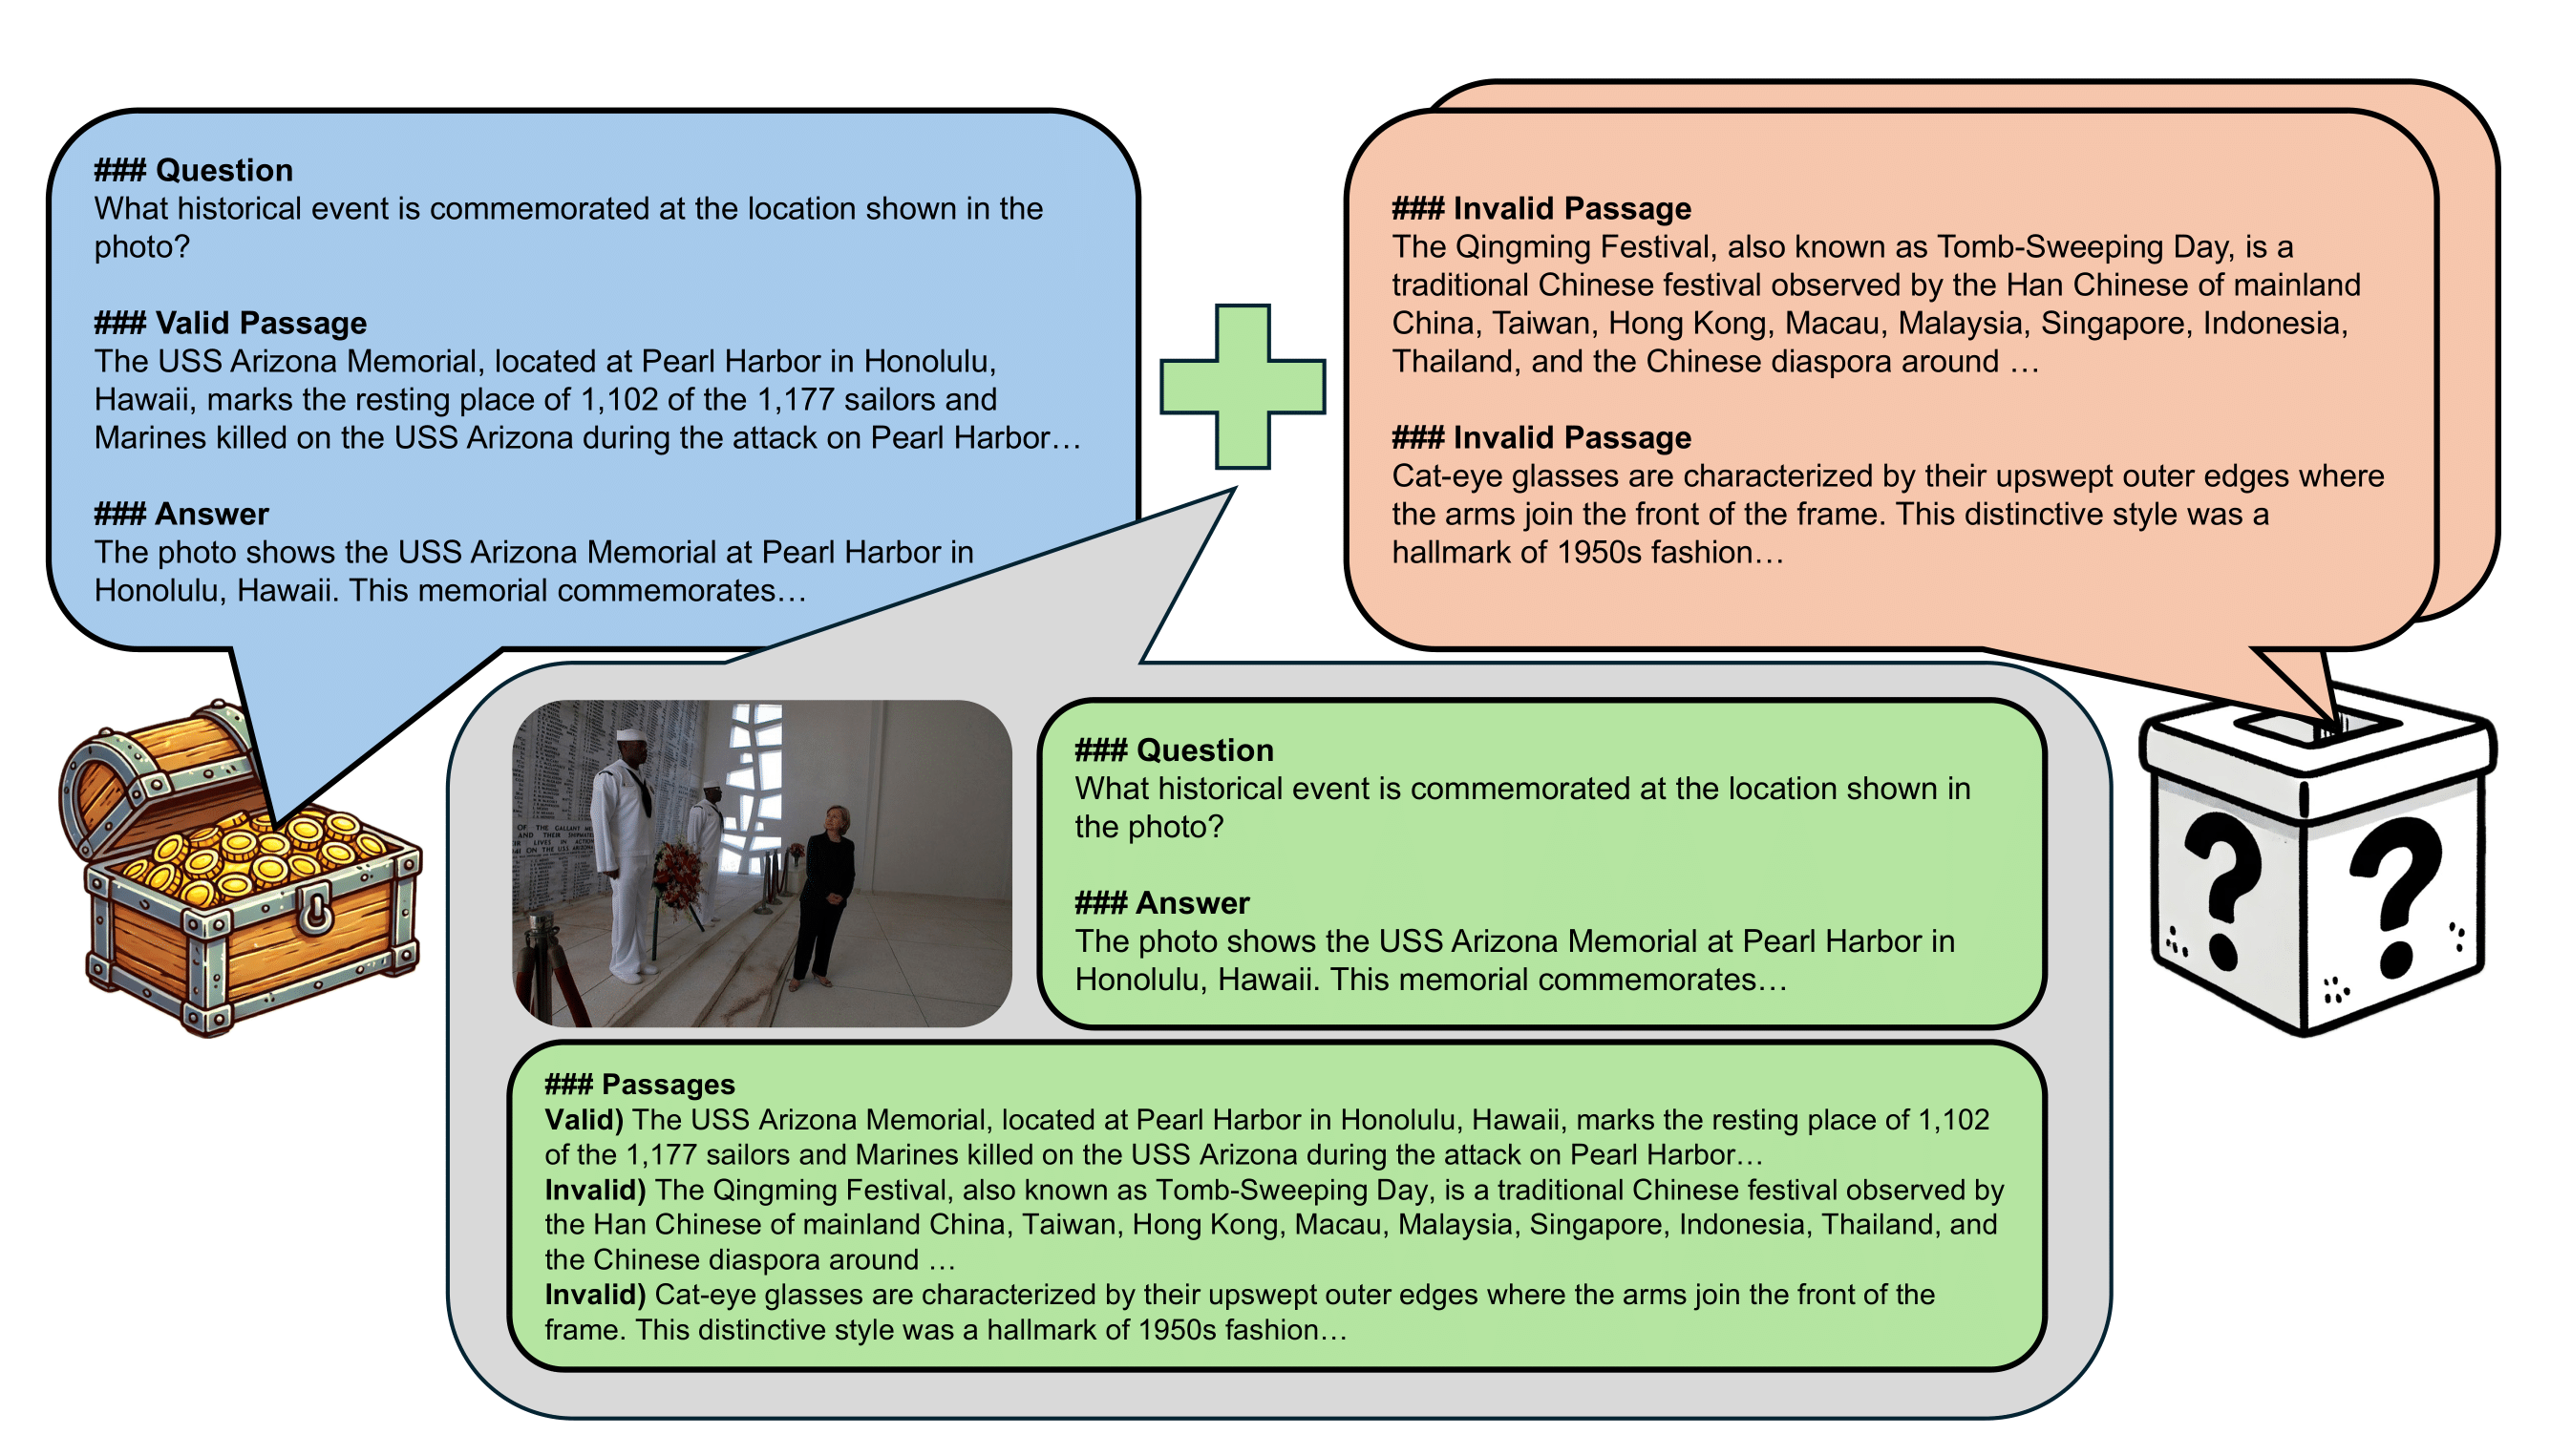 ### Question
What historical event is commemorated at the location shown in the
photo?
### Valid Passage
The USS Arizona Memorial, located at Pearl Harbor in Honolulu,
Hawaii, marks the resting place of 1,102 of the 1,177 sailors and
Marines killed on the USS Arizona during the attack on Pearl Harbor…
### Answer
The photo shows the USS Arizona Memorial at Pearl Harbor in
Honolulu, Hawaii. This memorial commemorates…
### Invalid Passage
The Qingming Festival, also known as Tomb-Sweeping Day, is a
traditional Chinese festival observed by the Han Chinese of mainland
China, Taiwan, Hong Kong, Macau, Malaysia, Singapore, Indonesia,
Thailand, and the Chinese diaspora around …
### Invalid Passage
Cat-eye glasses are characterized by their upswept outer edges where
the arms join the front of the frame. This distinctive style was a
hallmark of 1950s fashion…
OF THE GALLANT
AND THEIR SHIPMATES
LIVES IN ACTION
ON THE USS ARIZONA
### Question
What historical event is commemorated at the location shown in
the photo?
### Answer
The photo shows the USS Arizona Memorial at Pearl Harbor in
Honolulu, Hawaii. This memorial commemorates…
? ?
### Passages
Valid) The USS Arizona Memorial, located at Pearl Harbor in Honolulu, Hawaii, marks the resting place of 1,102
of the 1,177 sailors and Marines killed on the USS Arizona during the attack on Pearl Harbor…
Invalid) The Qingming Festival, also known as Tomb-Sweeping Day, is a traditional Chinese festival observed by
the Han Chinese of mainland China, Taiwan, Hong Kong, Macau, Malaysia, Singapore, Indonesia, Thailand, and
the Chinese diaspora around …
Invalid) Cat-eye glasses are characterized by their upswept outer edges where the arms join the front of the
frame. This distinctive style was a hallmark of 1950s fashion…